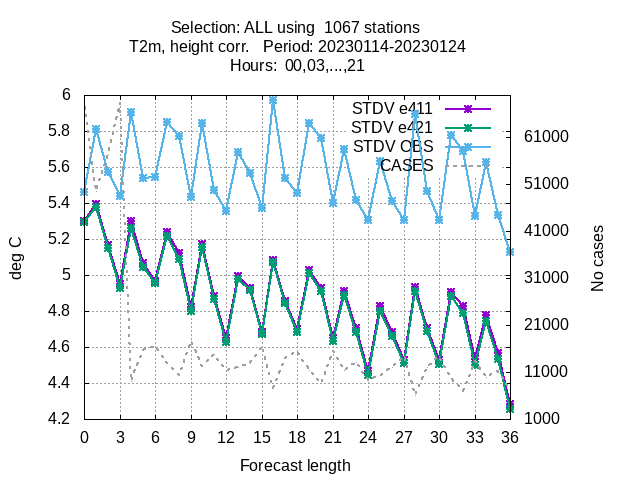 Selection: ALL using  1067 stations
T2m, height corr.   Period: 20230114-20230124
Hours:  00,03,...,21
STDV e411
STDV e421
STDV OBS
CASES
deg C
6
5.8
5.6
5.4
5.2
5
4.8
4.6
4.4
4.2
No cases
61000
51000
41000
31000
21000
11000
1000
0 3 6 9 12 15 18 21 24 27 30 33 36
Forecast length